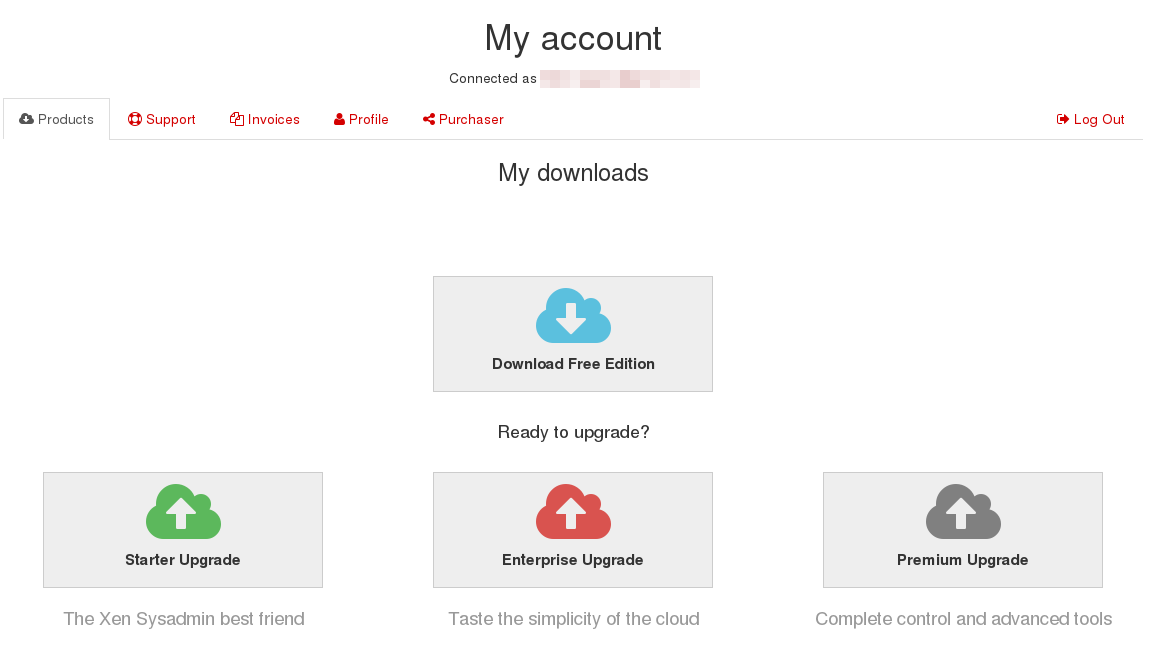 My account
Connected as
Products Support Invoices Profile Purchaser Log Out
My downloads
Download Free Edition
Ready to upgrade?
Starter Upgrade Enterprise Upgrade Premium Upgrade
The Xen Sysadmin best friend Taste the simplicity of the cloud Complete control and advanced tools